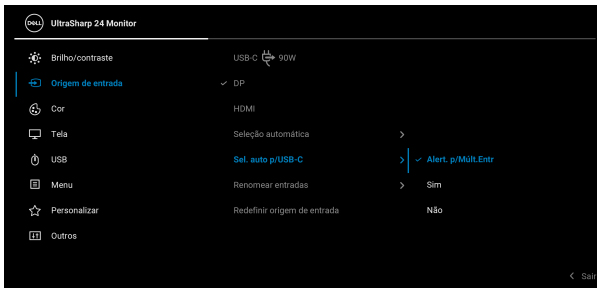 DELL UltraSharp 24 Monitor
Brilho/contraste
USB-C 90W
Origem de entrada
DP
Cor
HDMI
Tela
Seleção automática
USB
Sel. auto p/USB-C
Alert. p/Múlt.Entr
Menu
Renomear entradas
Sim
Personalizar
Redefinir origem de entrada
Não
Outros
Sair